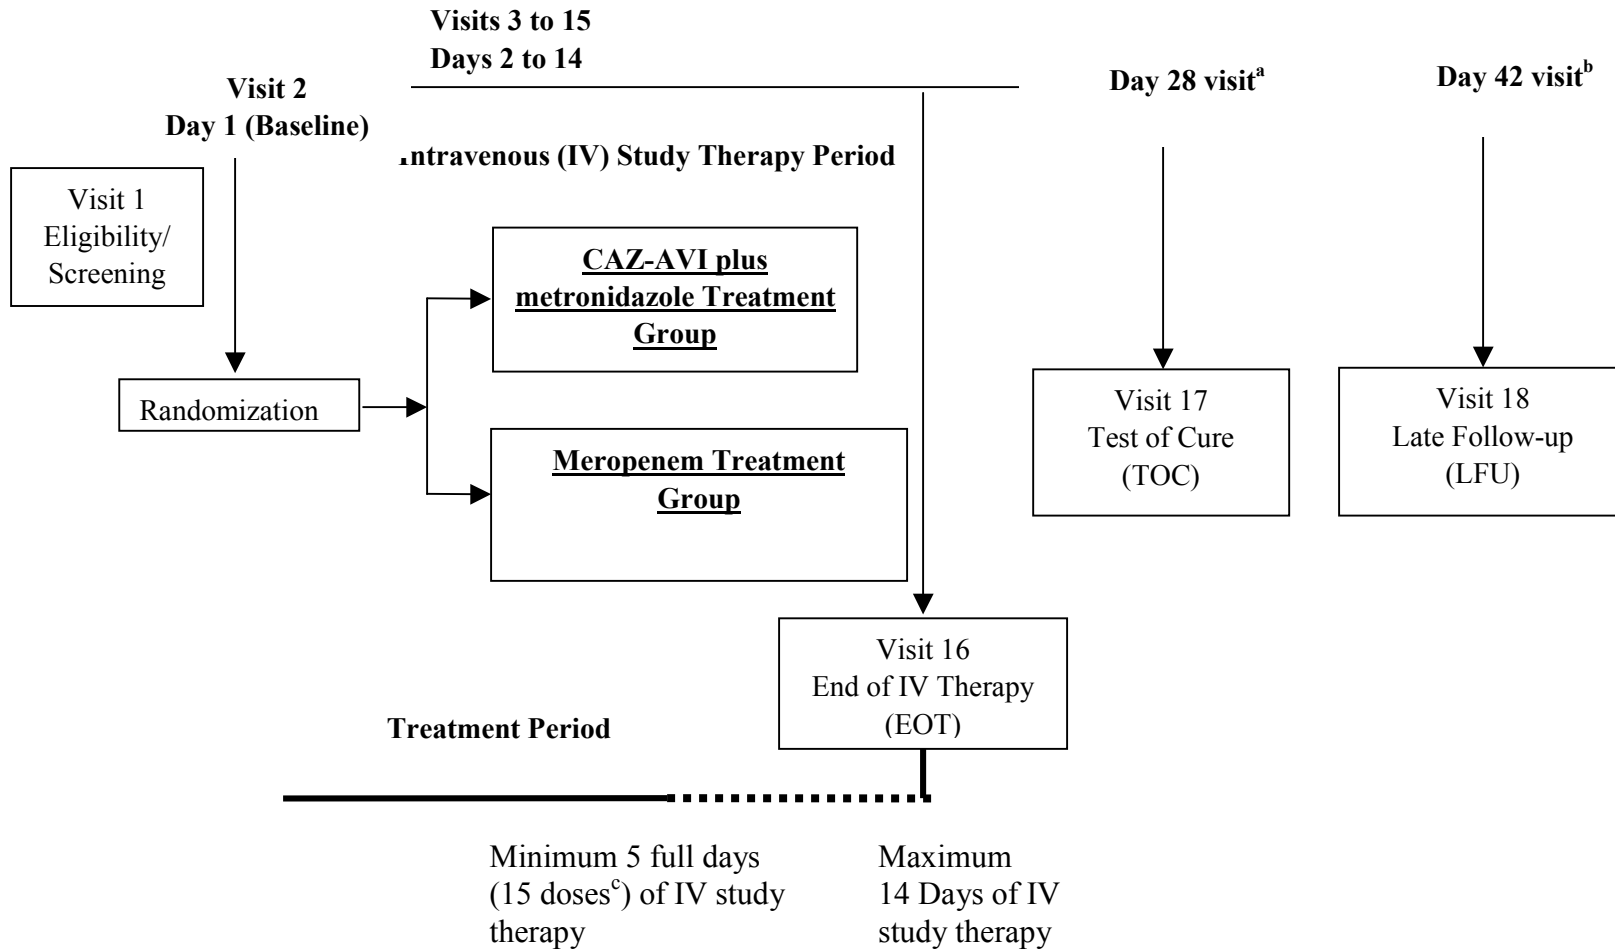 Visits 3 to 15
Days 2 to 14
Visit 2
Day 1 (Baseline)
Day 28 visitᵃ
Day 42 visitᵇ
Intravenous (IV) Study Therapy Period
Visit 1
Eligibility/
Screening
CAZ-AVI plus
metronidazole Treatment
Group
Randomization
Meropenem Treatment
Group
Visit 17
Test of Cure
(TOC)
Visit 18
Late Follow-up
(LFU)
Visit 16
End of IV Therapy
(EOT)
Treatment Period
Minimum 5 full days
(15 dosesᶜ) of IV study
therapy
Maximum
14 Days of IV
study therapy